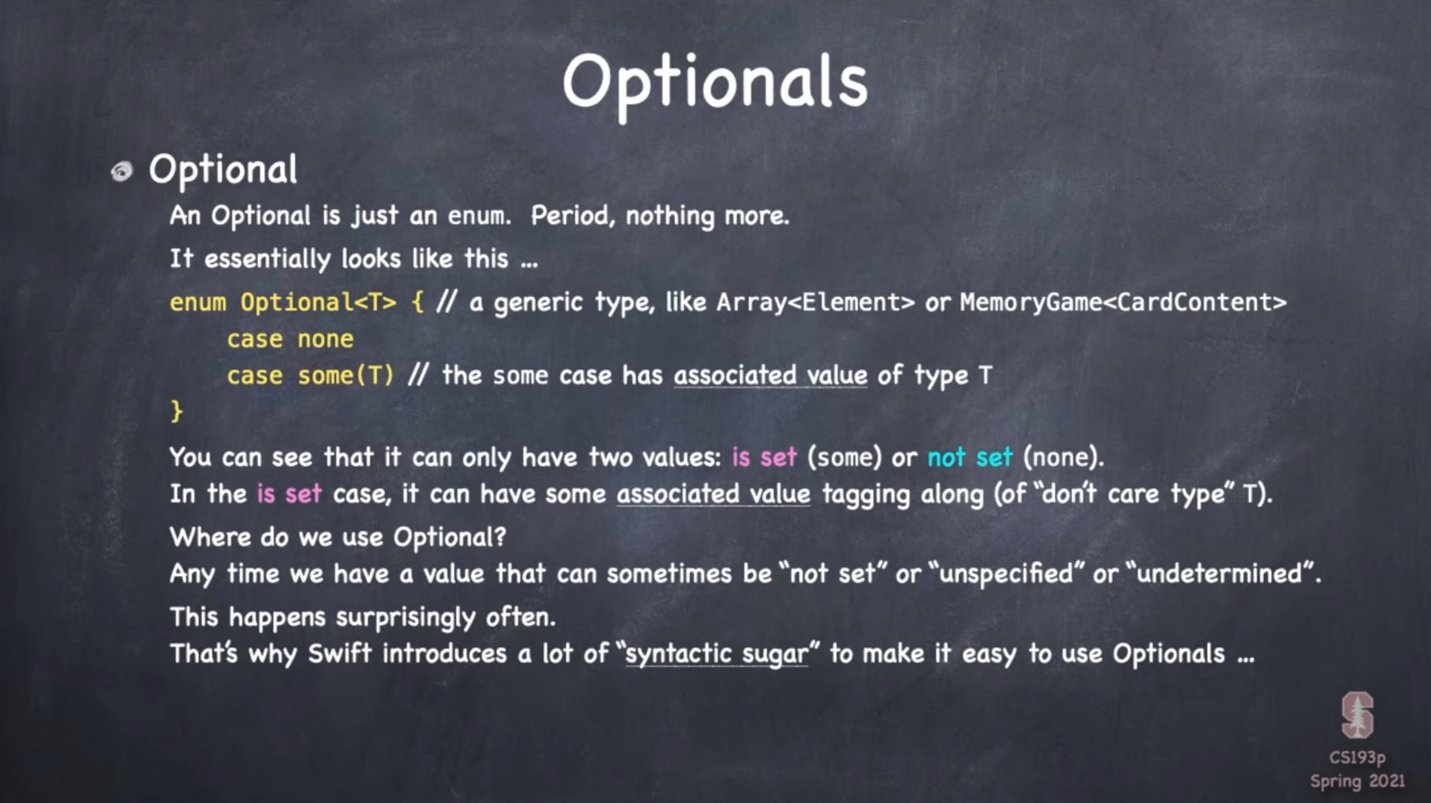 Optionals
Optional
An Optional is just an enum.  Period, nothing more.
It essentially looks like this ...
enum Optional<T> { // a generic type, like Array<Element> or MemoryGame<CardContent>
    case none
    case some(T) // the some case has associated value of type T
}
You can see that it can only have two values: is set (some) or not set (none).
In the is set case, it can have some associated value tagging along (of “don’t care type” T).
Where do we use Optional?
Any time we have a value that can sometimes be “not set” or “unspecified” or “undetermined”.
This happens surprisingly often.
That’s why Swift introduces a lot of “syntactic sugar” to make it easy to use Optionals ...
S
CS193p
Spring 2021